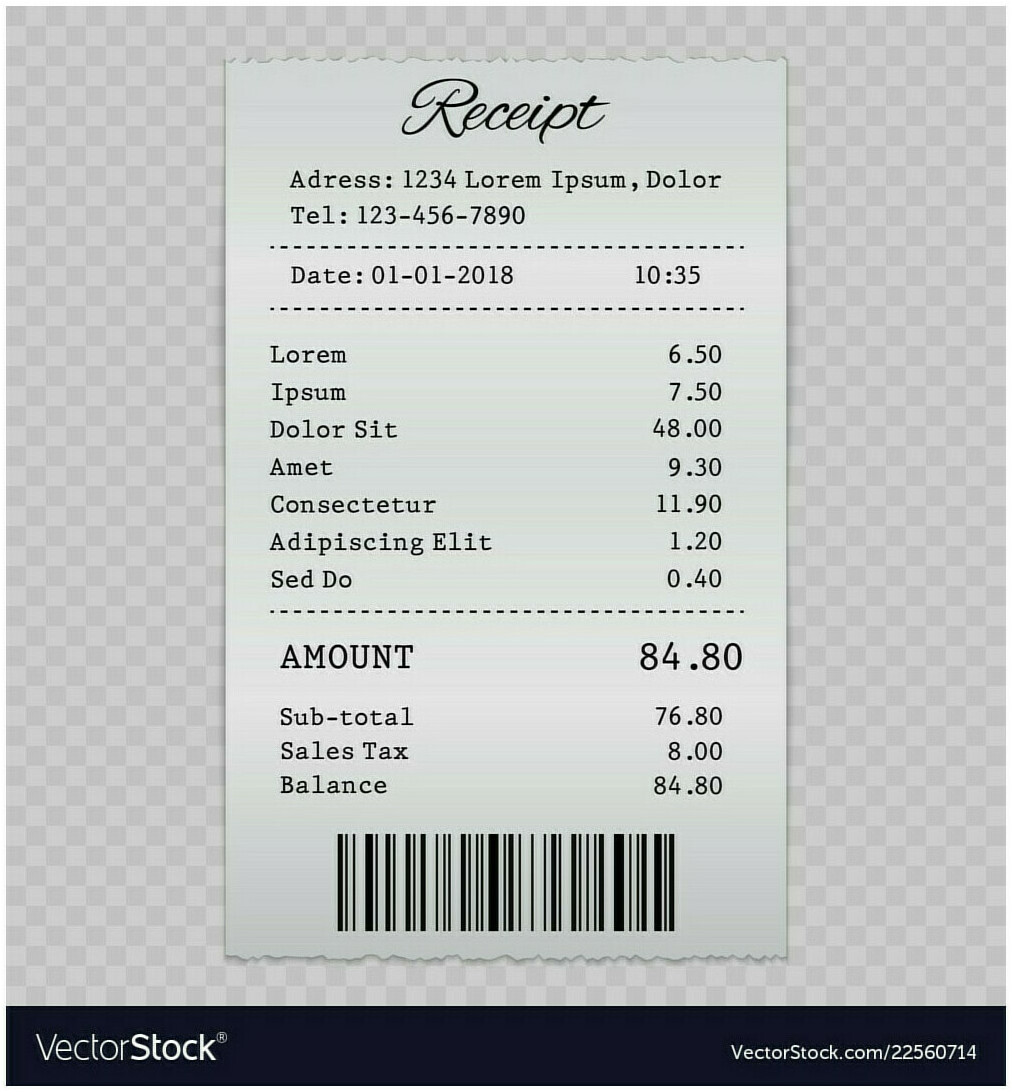 Receipt
Adress: 1234 Lorem Ipsum, Dolor
Tel: 123-456-7890
Date: 01-01-2018 10:35
Lorem 6.50
Ipsum 7.50
Dolor Sit 48.00
Amet 9.30
Consectetur 11.90
Adipiscing Elit 1.20
Sed Do 0.40
AMOUNT 84.80
Sub-total 76.80
Sales Tax 8.00
Balance 84.80
VectorStock® VectorStock.com/22560714